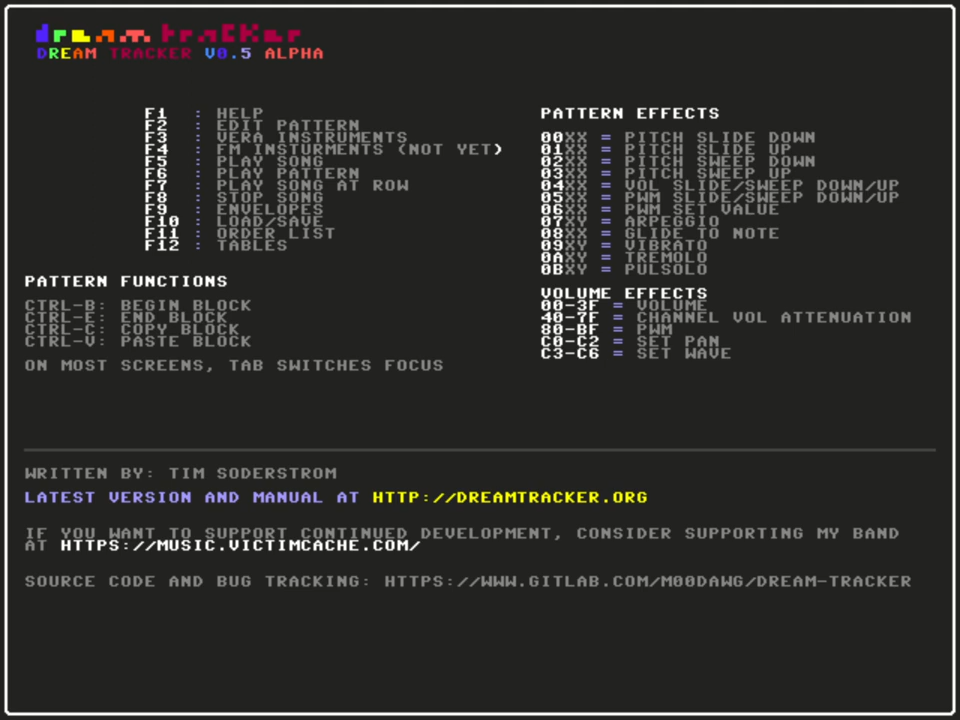 dream tracker
DREAM TRACKER V0.5 ALPHA
F1 : HELP
F2 : EDIT PATTERN
F3 : VERA INSTRUMENTS
F4 : FM INSTURMENTS (NOT YET)
F5 : PLAY SONG
F6 : PLAY PATTERN
F7 : PLAY SONG AT ROW
F8 : STOP SONG
F9 : ENVELOPES
F10 : LOAD/SAVE
F11 : ORDER LIST
F12 : TABLES
PATTERN FUNCTIONS
CTRL-B: BEGIN BLOCK
CTRL-E: END BLOCK
CTRL-C: COPY BLOCK
CTRL-V: PASTE BLOCK
ON MOST SCREENS, TAB SWITCHES FOCUS
PATTERN EFFECTS
00XX = PITCH SLIDE DOWN
01XX = PITCH SLIDE UP
02XX = PITCH SWEEP DOWN
03XX = PITCH SWEEP UP
04XX = VOL SLIDE/SWEEP DOWN/UP
05XX = PWM SLIDE/SWEEP DOWN/UP
06XX = PWM SET VALUE
07XY = ARPEGGIO
08XX = GLIDE TO NOTE
09XY = VIBRATO
0AXY = TREMOLO
0BXY = PULSOLO
VOLUME EFFECTS
00-3F = VOLUME
40-7F = CHANNEL VOL ATTENUATION
80-BF = PWM
C0-C2 = SET PAN
C3-C6 = SET WAVE
WRITTEN BY: TIM SODERSTROM
LATEST VERSION AND MANUAL AT HTTP://DREAMTRACKER.ORG
IF YOU WANT TO SUPPORT CONTINUED DEVELOPMENT, CONSIDER SUPPORTING MY BAND
AT HTTPS://MUSIC.VICTIMCACHE.COM/
SOURCE CODE AND BUG TRACKING: HTTPS://WWW.GITLAB.COM/M00DAWG/DREAM-TRACKER